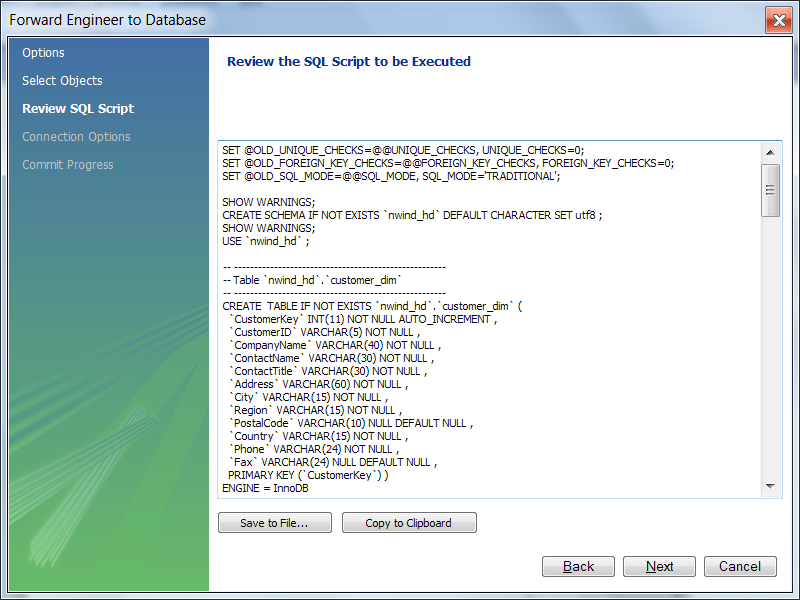 Forward Engineer to Database
Options
Select Objects
Review SQL Script
Connection Options
Commit Progress
Review the SQL Script to be Executed
SET @OLD_UNIQUE_CHECKS=@@UNIQUE_CHECKS, UNIQUE_CHECKS=0;
SET @OLD_FOREIGN_KEY_CHECKS=@@FOREIGN_KEY_CHECKS, FOREIGN_KEY_CHECKS=0;
SET @OLD_SQL_MODE=@@SQL_MODE, SQL_MODE='TRADITIONAL';
SHOW WARNINGS;
CREATE SCHEMA IF NOT EXISTS `nwind_hd` DEFAULT CHARACTER SET utf8 ;
SHOW WARNINGS;
USE `nwind_hd` ;
-- -----------------------------------------------------
-- Table `nwind_hd`.`customer_dim`
-- -----------------------------------------------------
CREATE  TABLE IF NOT EXISTS `nwind_hd`.`customer_dim` (
`CustomerKey` INT(11) NOT NULL AUTO_INCREMENT ,
`CustomerID` VARCHAR(5) NOT NULL ,
`CompanyName` VARCHAR(40) NOT NULL ,
`ContactName` VARCHAR(30) NOT NULL ,
`ContactTitle` VARCHAR(30) NOT NULL ,
`Address` VARCHAR(60) NOT NULL ,
`City` VARCHAR(15) NOT NULL ,
`Region` VARCHAR(15) NOT NULL ,
`PostalCode` VARCHAR(10) NULL DEFAULT NULL ,
`Country` VARCHAR(15) NOT NULL ,
`Phone` VARCHAR(24) NOT NULL ,
`Fax` VARCHAR(24) NULL DEFAULT NULL ,
PRIMARY KEY (`CustomerKey`) )
ENGINE = InnoDB
Save to File... Copy to Clipboard
Back Next Cancel